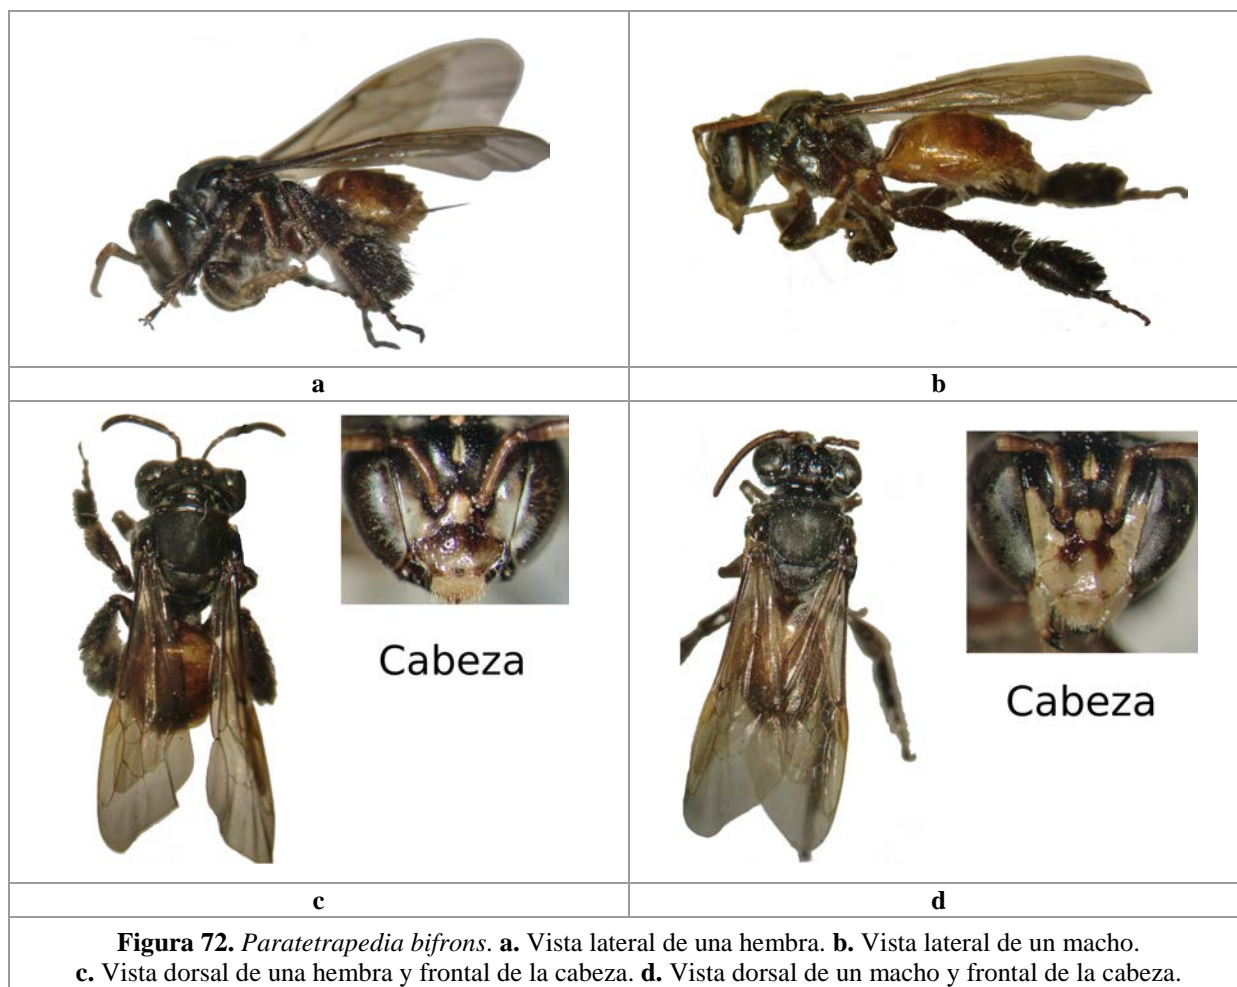 a
b
Cabeza
Cabeza
c
d
Figura 72. Paratetrapedia bifrons. a. Vista lateral de una hembra. b. Vista lateral de un macho.
c. Vista dorsal de una hembra y frontal de la cabeza. d. Vista dorsal de un macho y frontal de la cabeza.